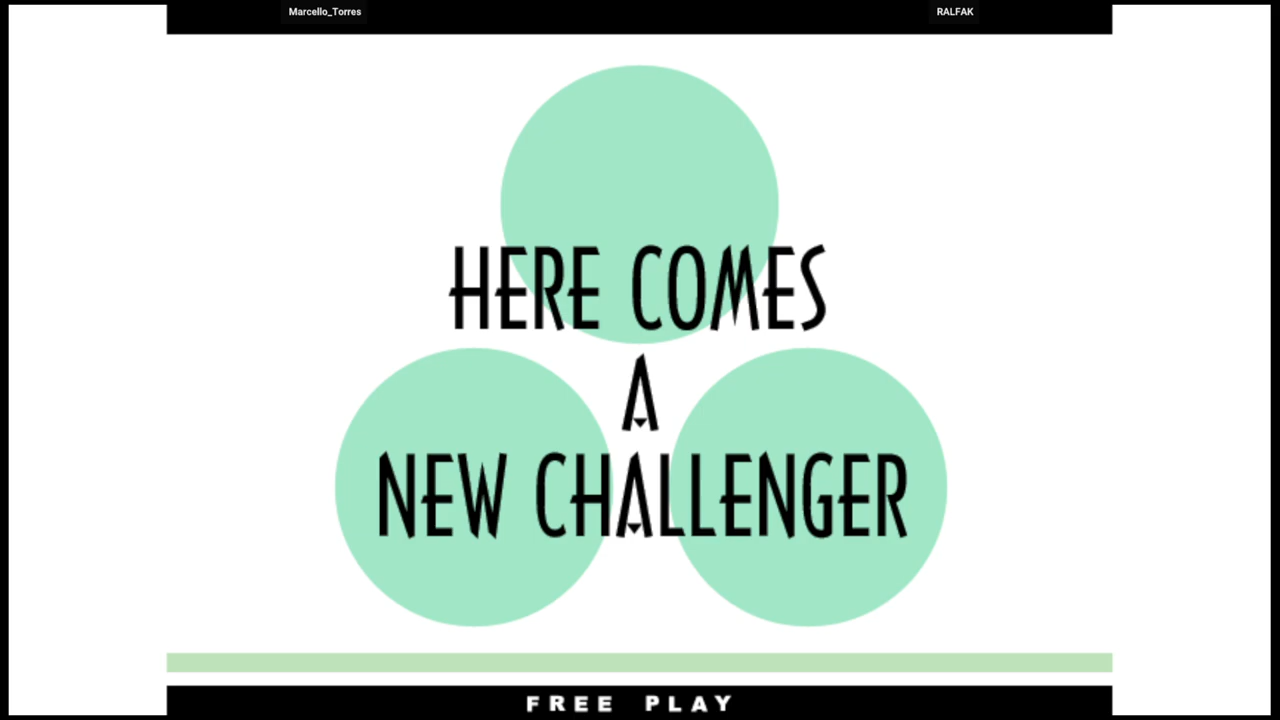 Marcello_Torres
RALFAK
HERE COMES
A
NEW CHALLENGER
FREE PLAY